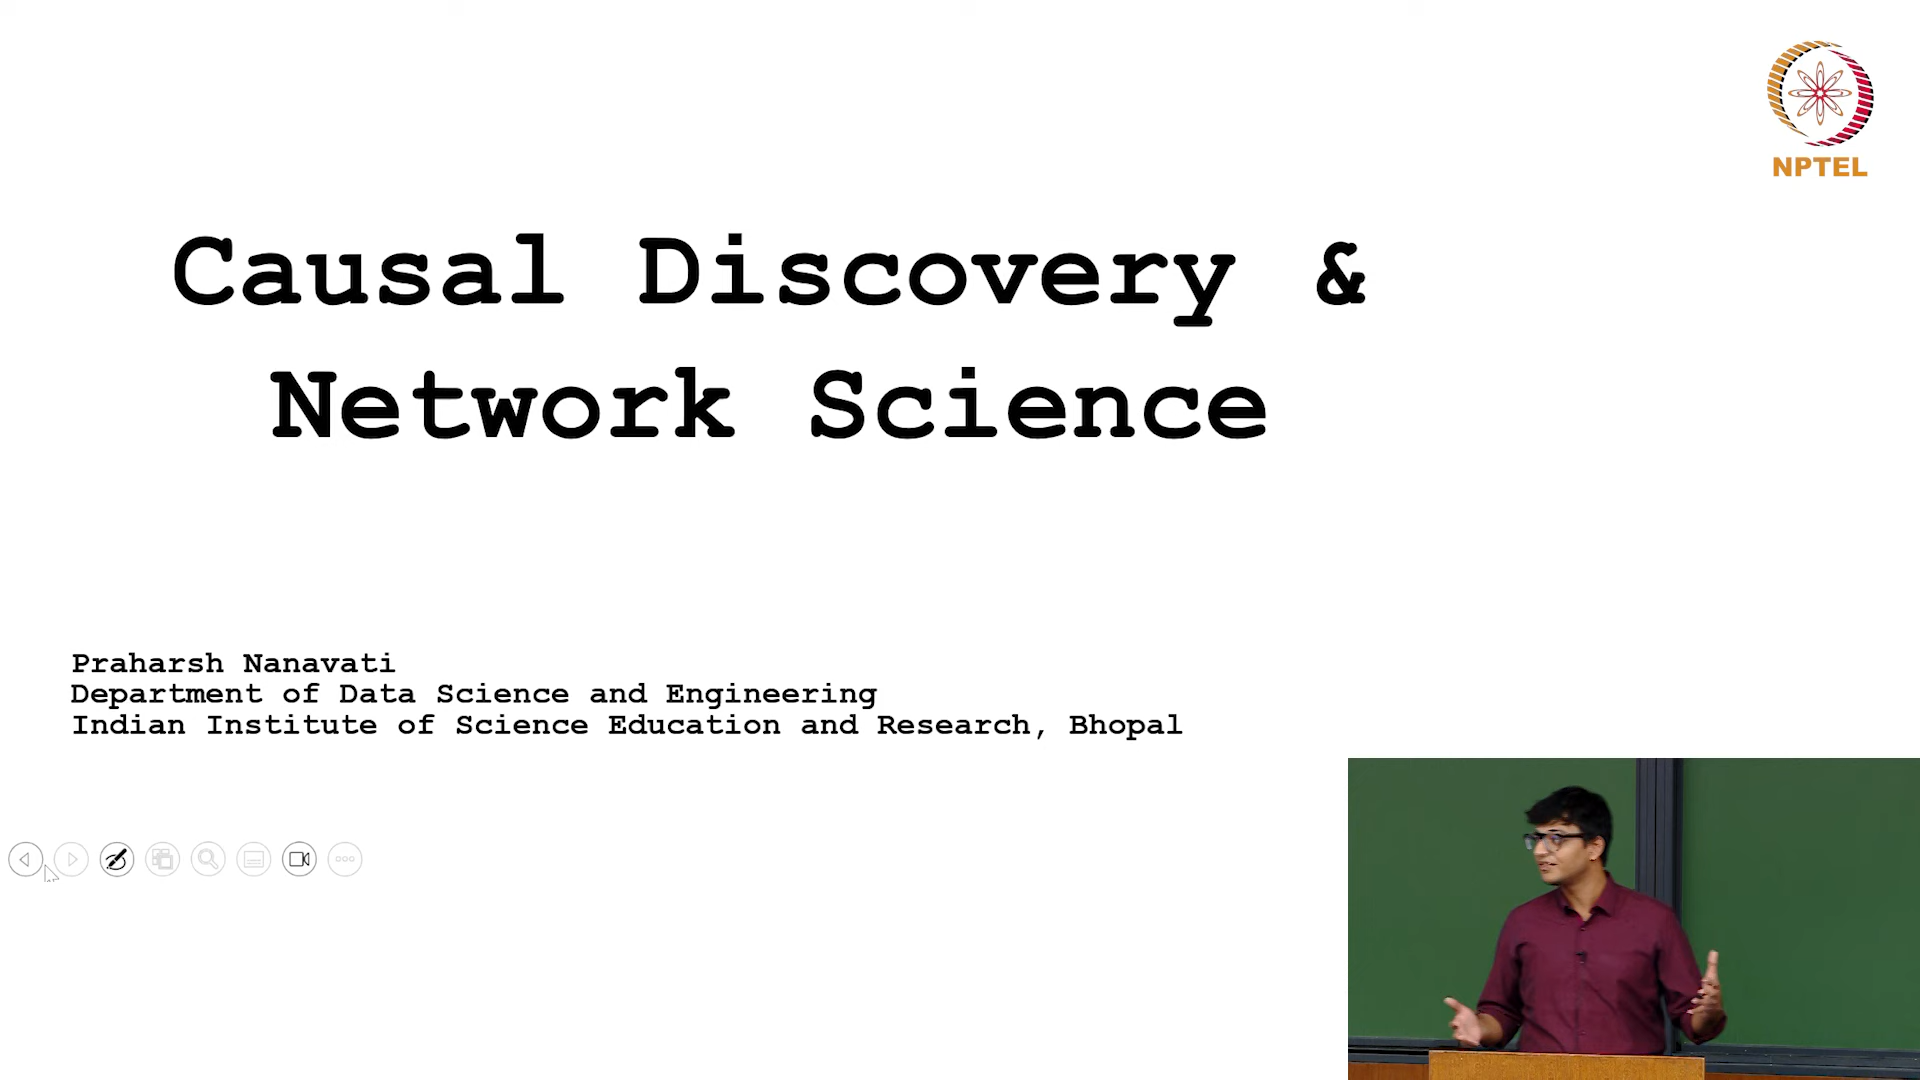 NPTEL
Causal Discovery &
Network Science
Praharsh Nanavati
Department of Data Science and Engineering
Indian Institute of Science Education and Research, Bhopal